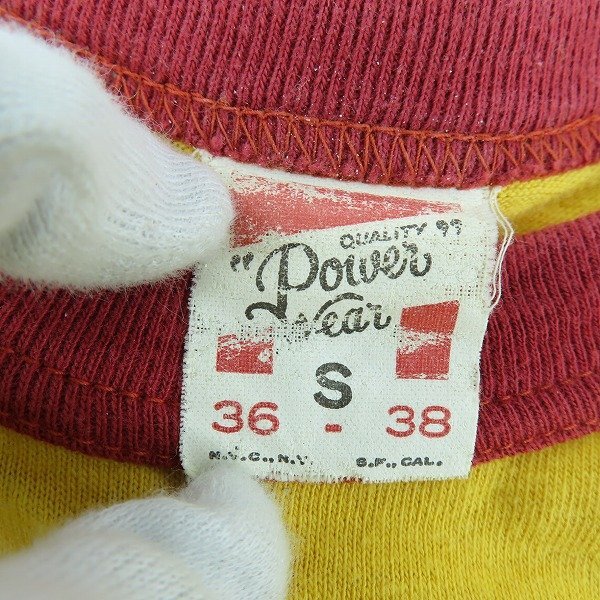 QUALITY 99
"Power
Wear
S
36 - 38
N.Y.C., N.Y. S.F., CAL.